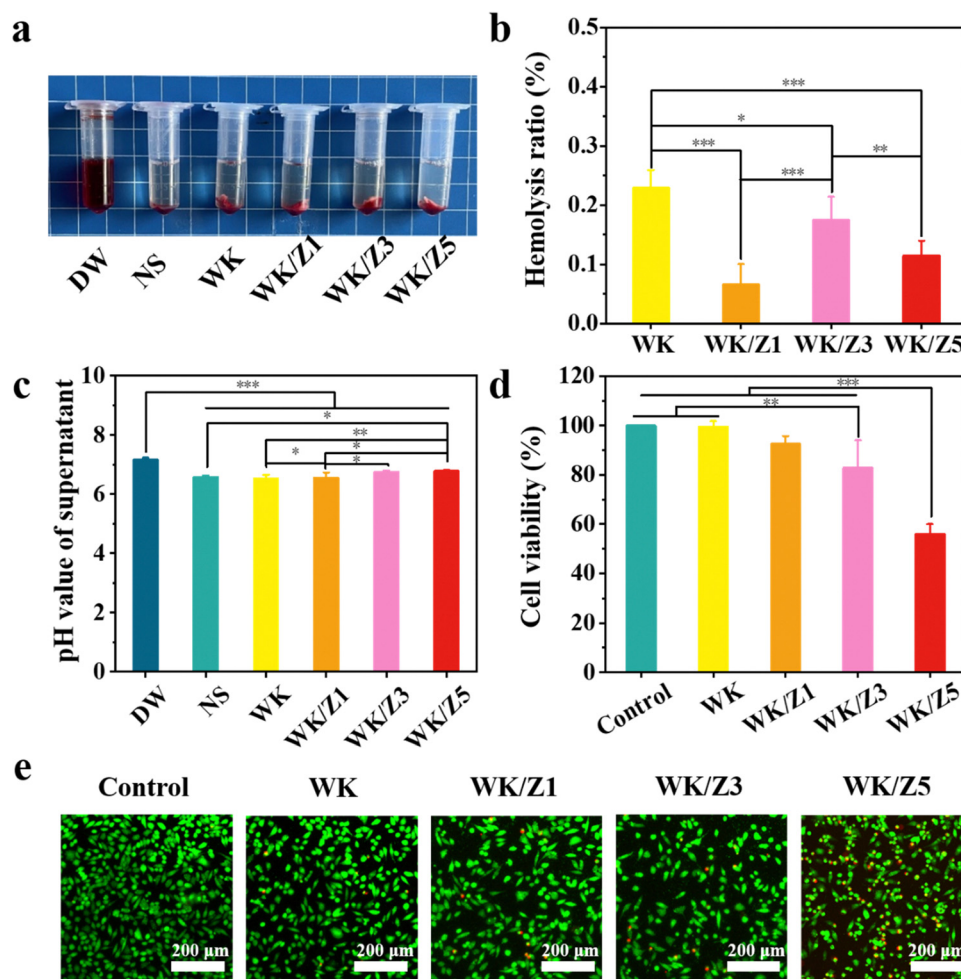 a
DW
NS
WK
WK/Z1
WK/Z3
WK/Z5
b
Hemolysis ratio (%)
0.5
0.4
0.3
0.2
0.1
0.0
***
*
***
***
**
WK
WK/Z1
WK/Z3
WK/Z5
c
pH value of supernatant
10
8
6
4
2
0
***
*
**
*
*
*
DW
NS
WK
WK/Z1
WK/Z3
WK/Z5
d
Cell viability (%)
120
100
80
60
40
20
0
***
**
Control
WK
WK/Z1
WK/Z3
WK/Z5
e
Control
WK
WK/Z1
WK/Z3
WK/Z5
200 μm
200 μm
200 μm
200 μm
200 μm